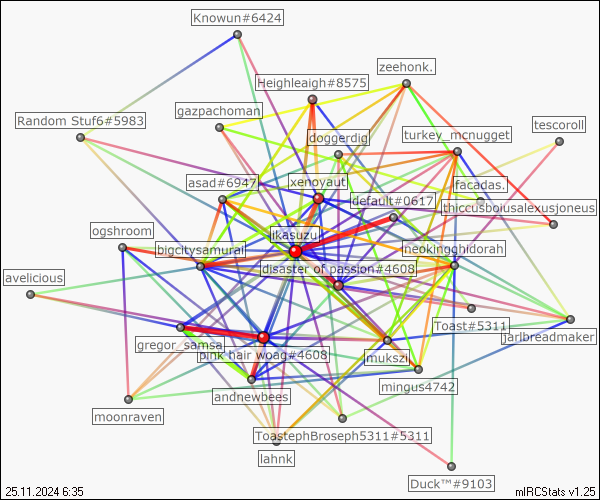 Knowun#6424
zeehonk.
Heighleaigh#8575
gazpachoman
Random Stuf6#5983
tescoroll
doggerdig
turkey_mcnugget
xenoyaut
asad#6947
facadas.
default#0617
thiccusboiusalexusjoneus
ogshroom
ikasuzu
bigcitysamurai
neokingghidorah
disaster of passion#4608
avelicious
Toast#5311
jarlbreadmaker
gregor_samsa
pink hair woag#4608
mukszi
mingus4742
andnewbees
moonraven
ToastephBroseph5311#5311
lahnk
Duck™#9103
25.11.2024 6:35
mIRCStats v1.25